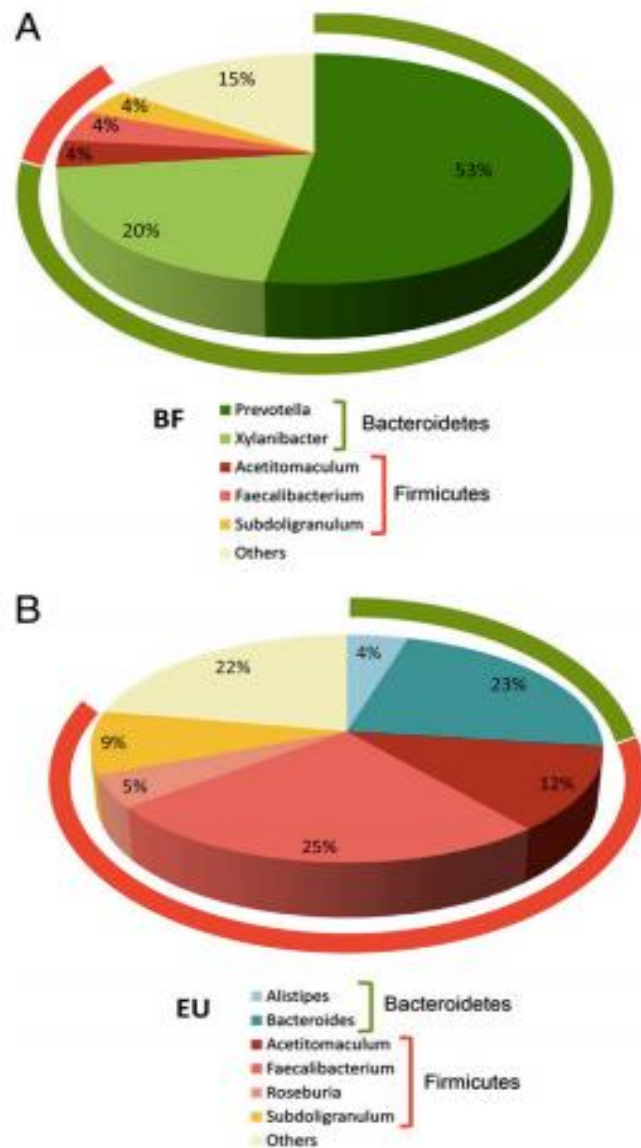 A
15%
4%
4%
4%
53%
20%
BF
Prevotella
Xylanibacter
Bacteroidetes
Acetitomaculum
Faecalibacterium
Firmicutes
Subdoligranulum
Others
B
4%
22%
23%
9%
12%
5%
25%
EU
Alistipes
Bacteroides
Bacteroidetes
Acetitomaculum
Faecalibacterium
Roseburia
Firmicutes
Subdoligranulum
Others